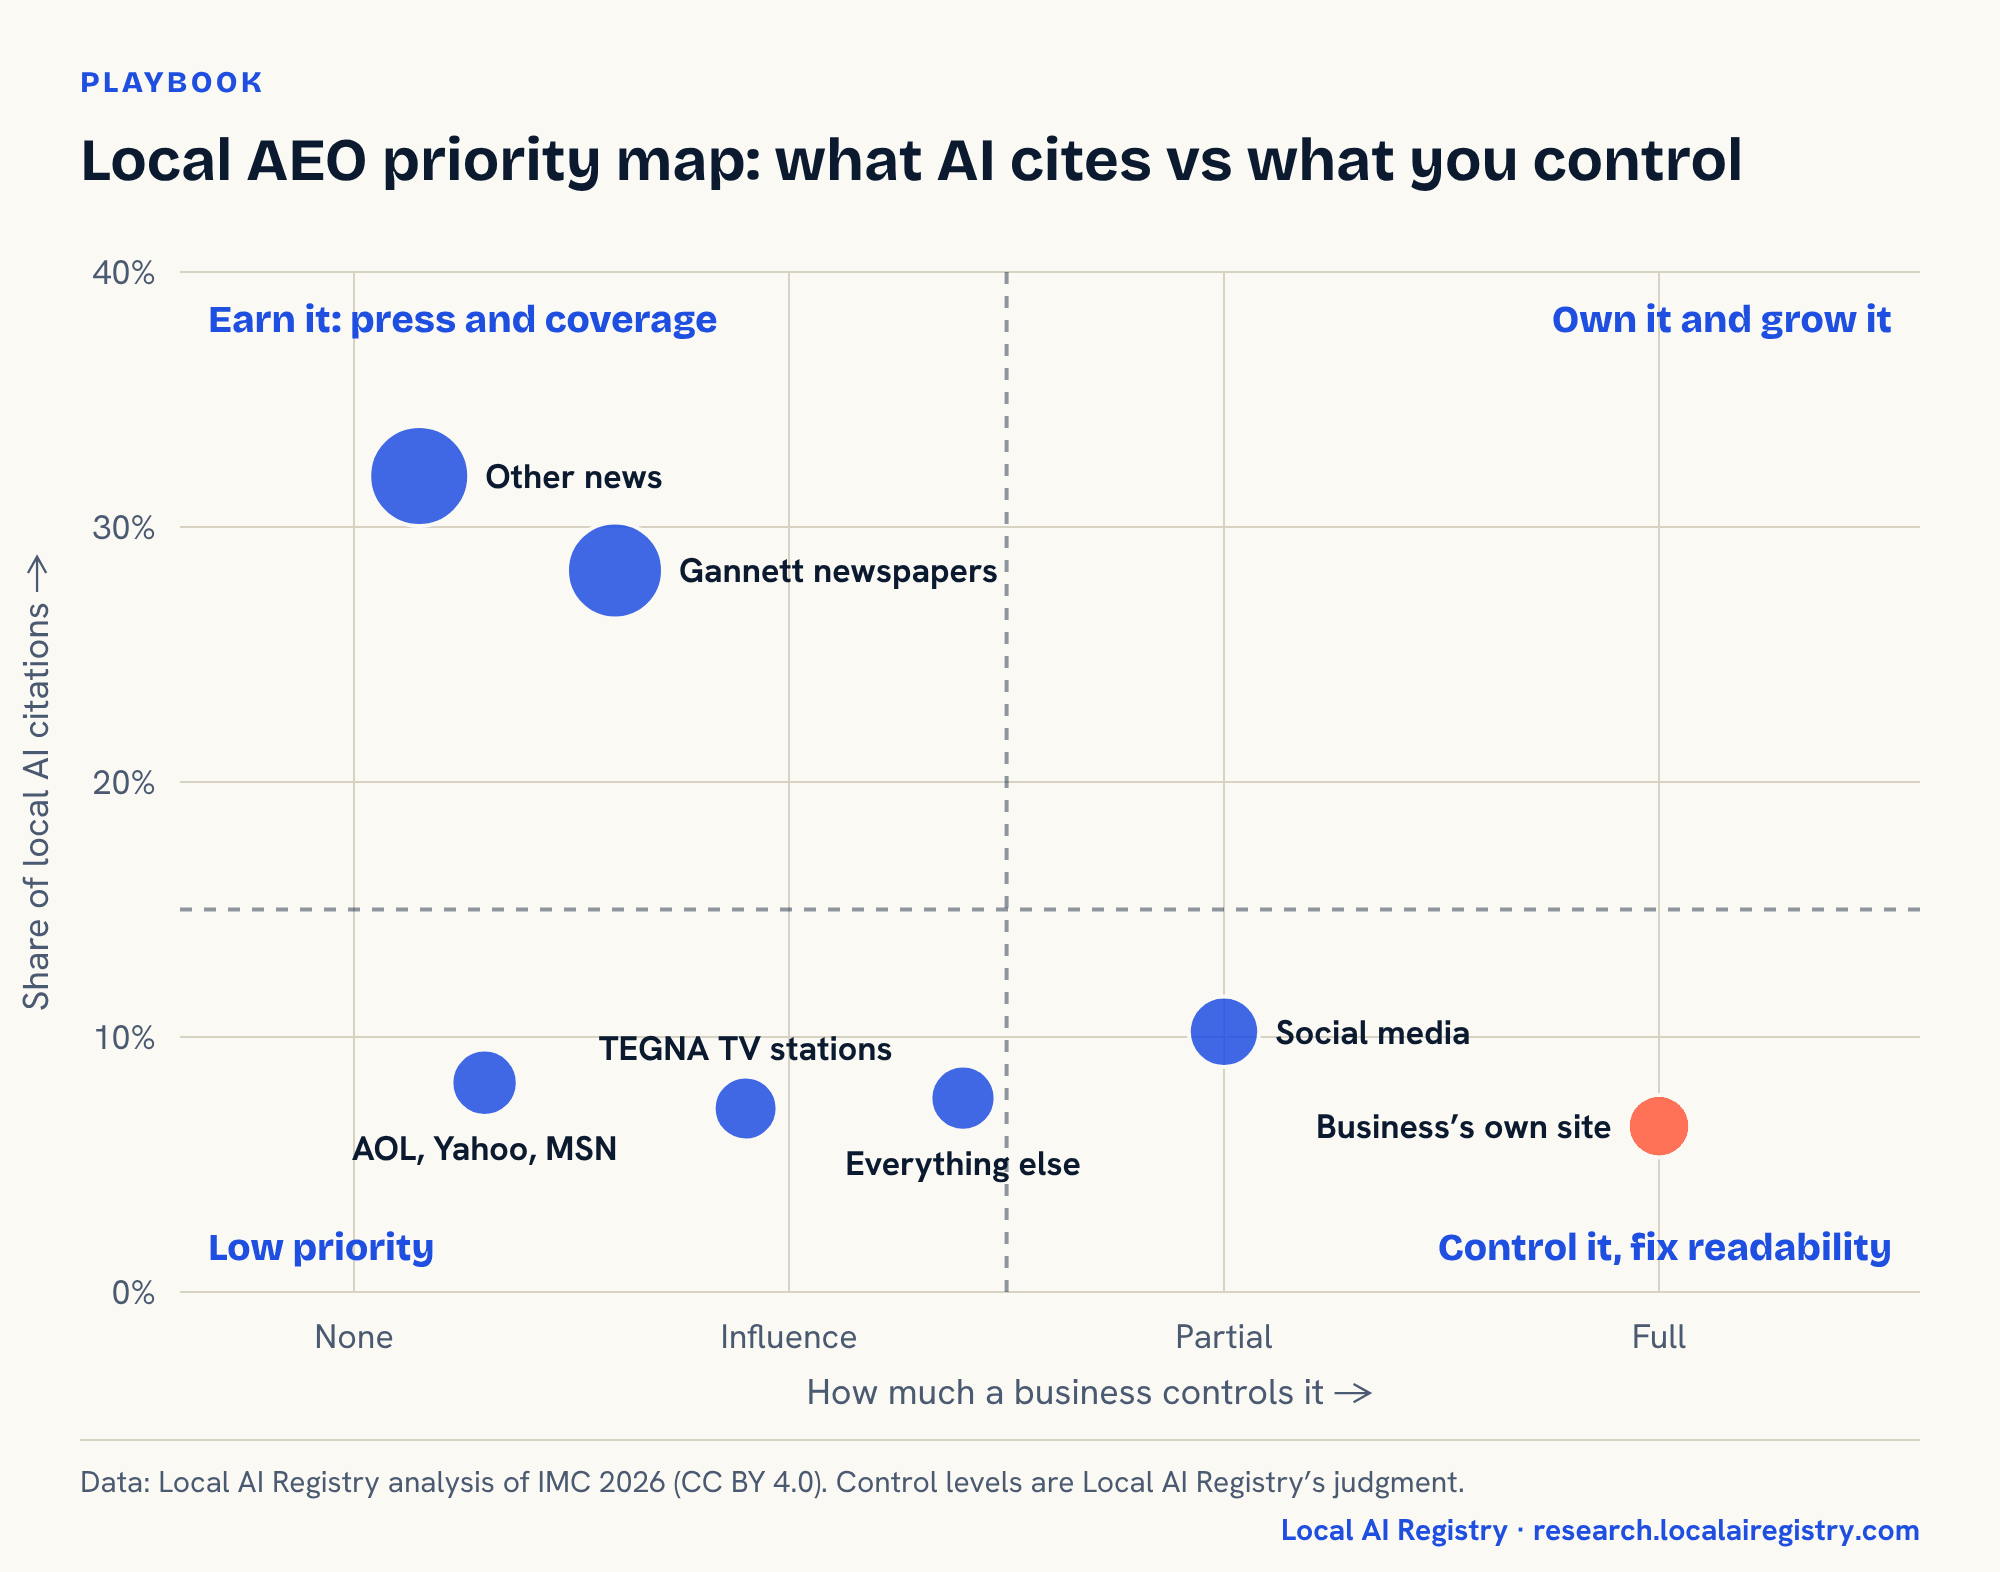 PLAYBOOK
Local AEO priority map: what AI cites vs what you control
40%
Earn it: press and coverage
Own it and grow it
Other news
30%
Gannett newspapers
Share of local AI citations →
20%
10%
Social media
TEGNA TV stations
Business’s own site
AOL, Yahoo, MSN
Everything else
Low priority
Control it, fix readability
0%
None
Influence
Partial
Full
How much a business controls it →
Data: Local AI Registry analysis of IMC 2026 (CC BY 4.0). Control levels are Local AI Registry’s judgment.
Local AI Registry · research.localairegistry.com